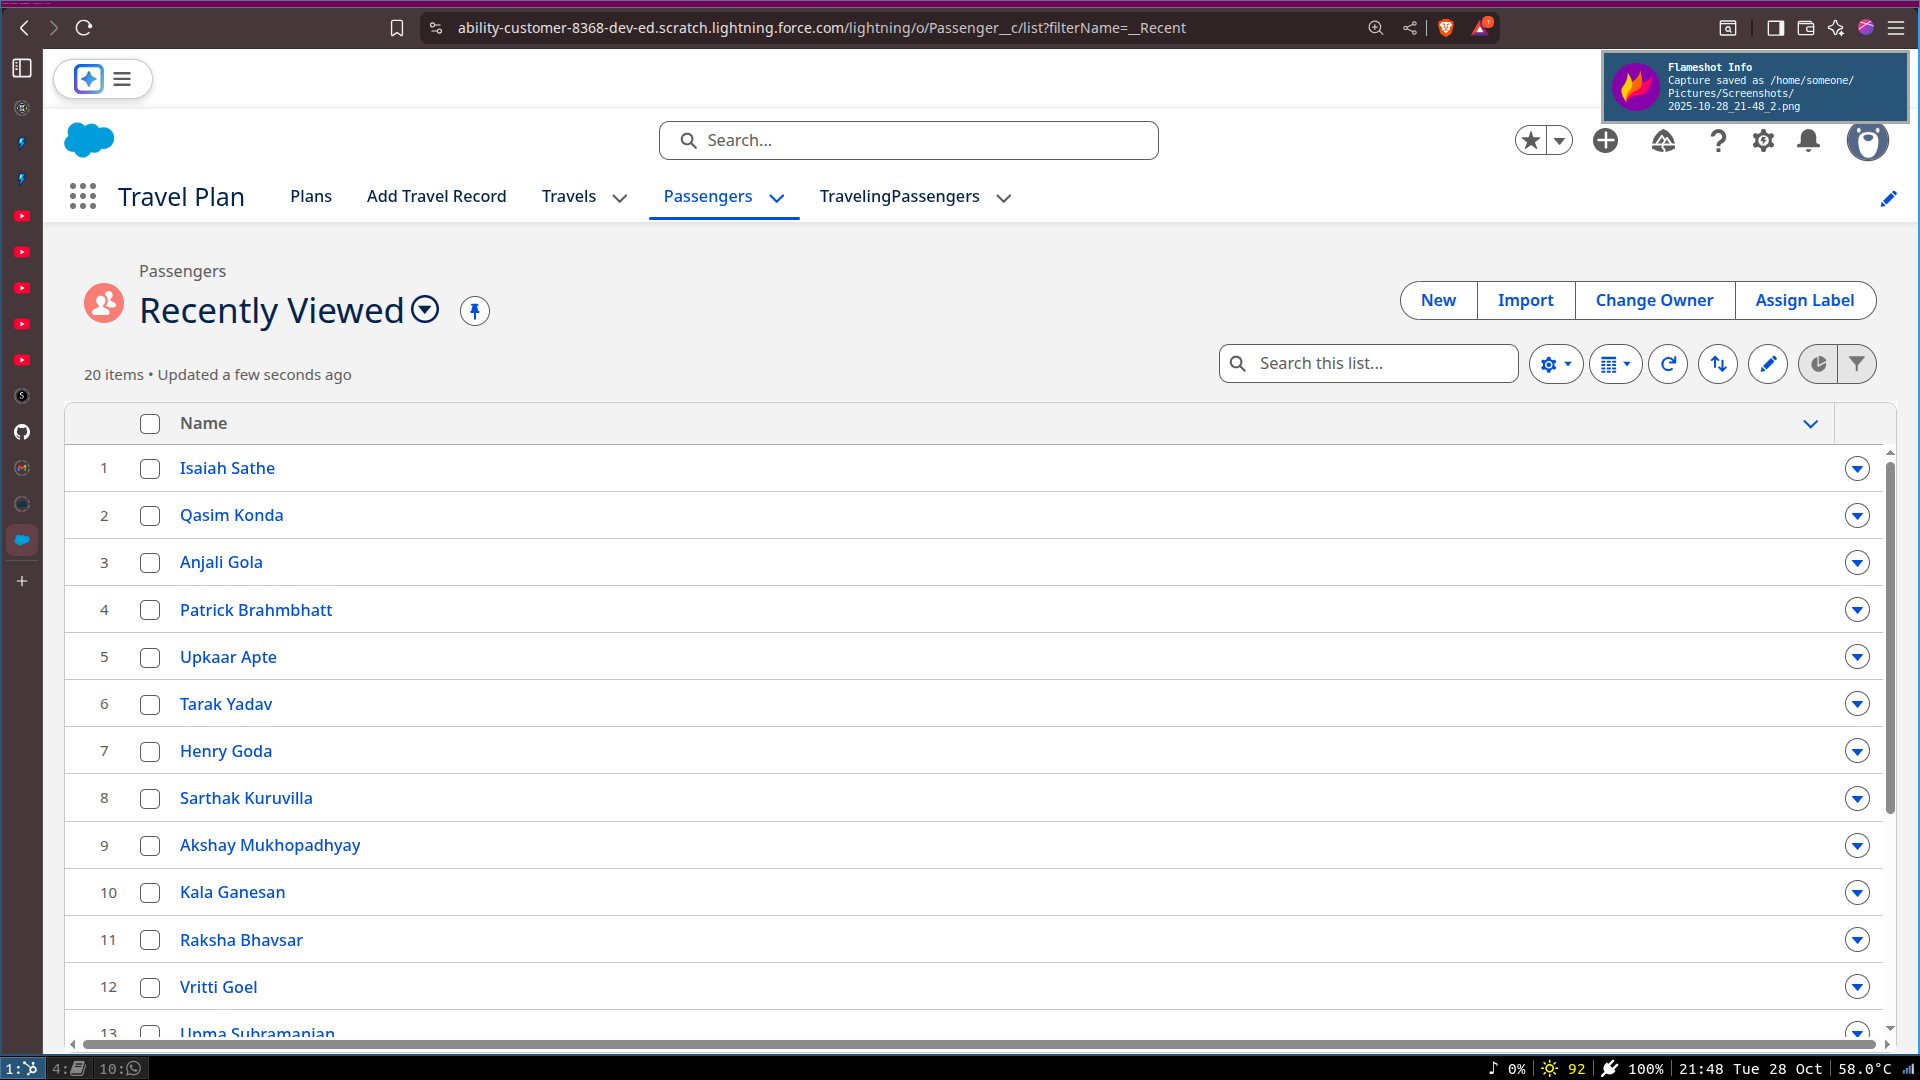 ability-customer-8368-dev-ed.scratch.lightning.force.com/lightning/o/Passenger__c/list?filterName=__Recent
1
Flameshot Info
Capture saved as /home/someone/
Pictures/Screenshots/
2025-10-28_21-48_2.png
Search...
Travel Plan
Plans
Add Travel Record
Travels
Passengers
TravelingPassengers
Passengers
Recently Viewed
New
Import
Change Owner
Assign Label
20 items • Updated a few seconds ago
Search this list...
Name
1 Isaiah Sathe
2 Qasim Konda
3 Anjali Gola
4 Patrick Brahmbhatt
5 Upkaar Apte
6 Tarak Yadav
7 Henry Goda
8 Sarthak Kuruvilla
9 Akshay Mukhopadhyay
10 Kala Ganesan
11 Raksha Bhavsar
12 Vritti Goel
13 Upma Subramanian
1:
4:
10:
0%
92
100%
21:48 Tue 28 Oct
58.0°C